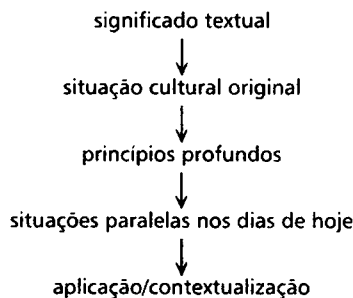 significado textual
situação cultural original
princípios profundos
situações paralelas nos dias de hoje
aplicação/contextualização